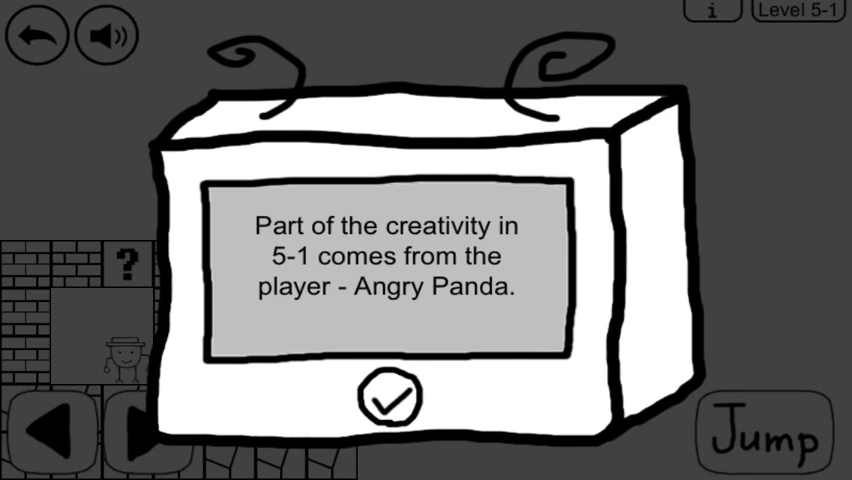 i
Level 5-1
Part of the creativity in
5-1 comes from the
player - Angry Panda.
?
Jump